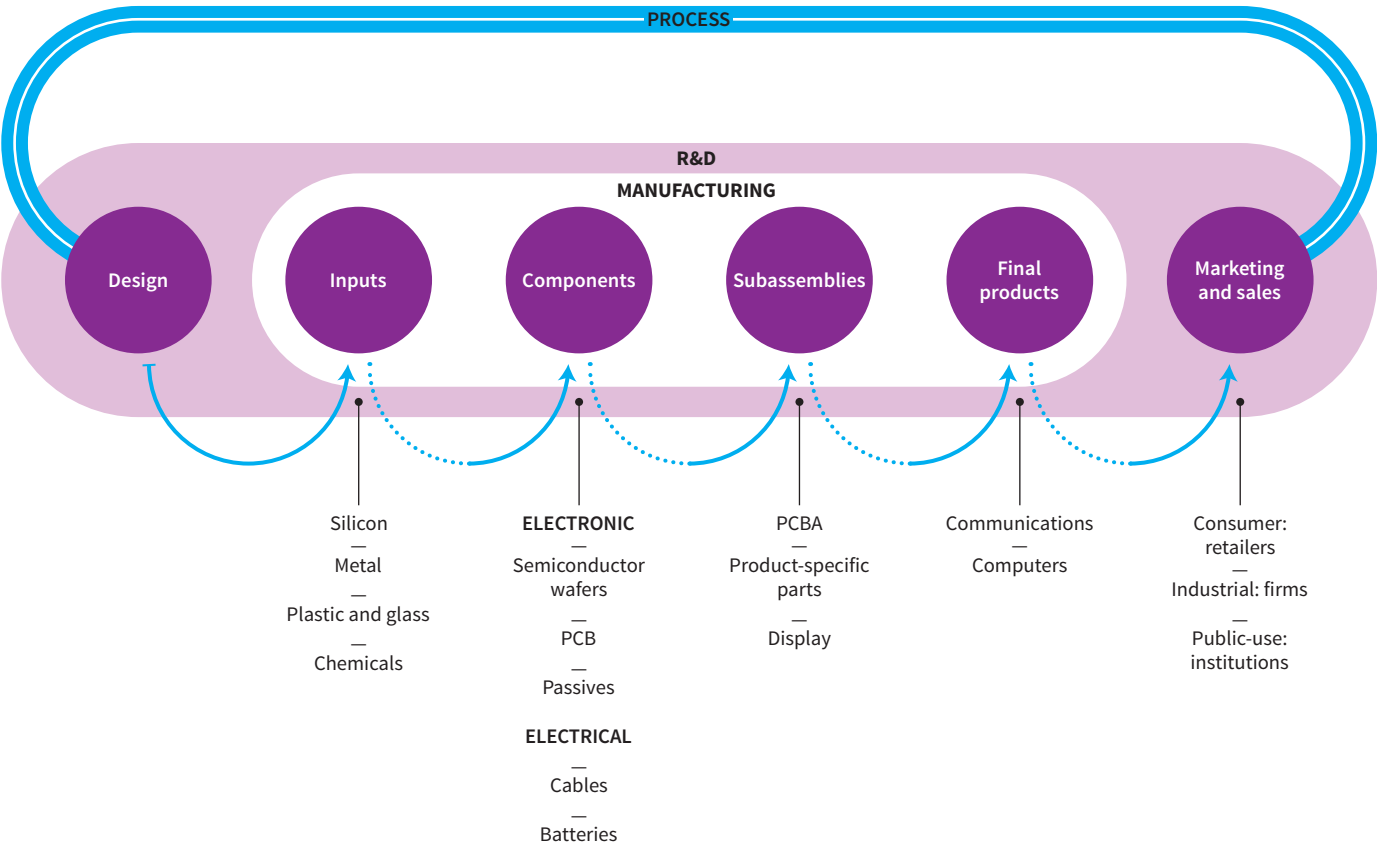 PROCESS
R&D
MANUFACTURING
Design
Inputs
Components
Subassemblies
Final
products
Marketing
and sales
Silicon
—
Metal
—
Plastic and glass
—
Chemicals
ELECTRONIC
—
Semiconductor
wafers
—
PCB
—
Passives
ELECTRICAL
—
Cables
—
Batteries
PCBA
—
Product-specific
parts
—
Display
Communications
—
Computers
Consumer:
retailers
—
Industrial: firms
—
Public-use:
institutions